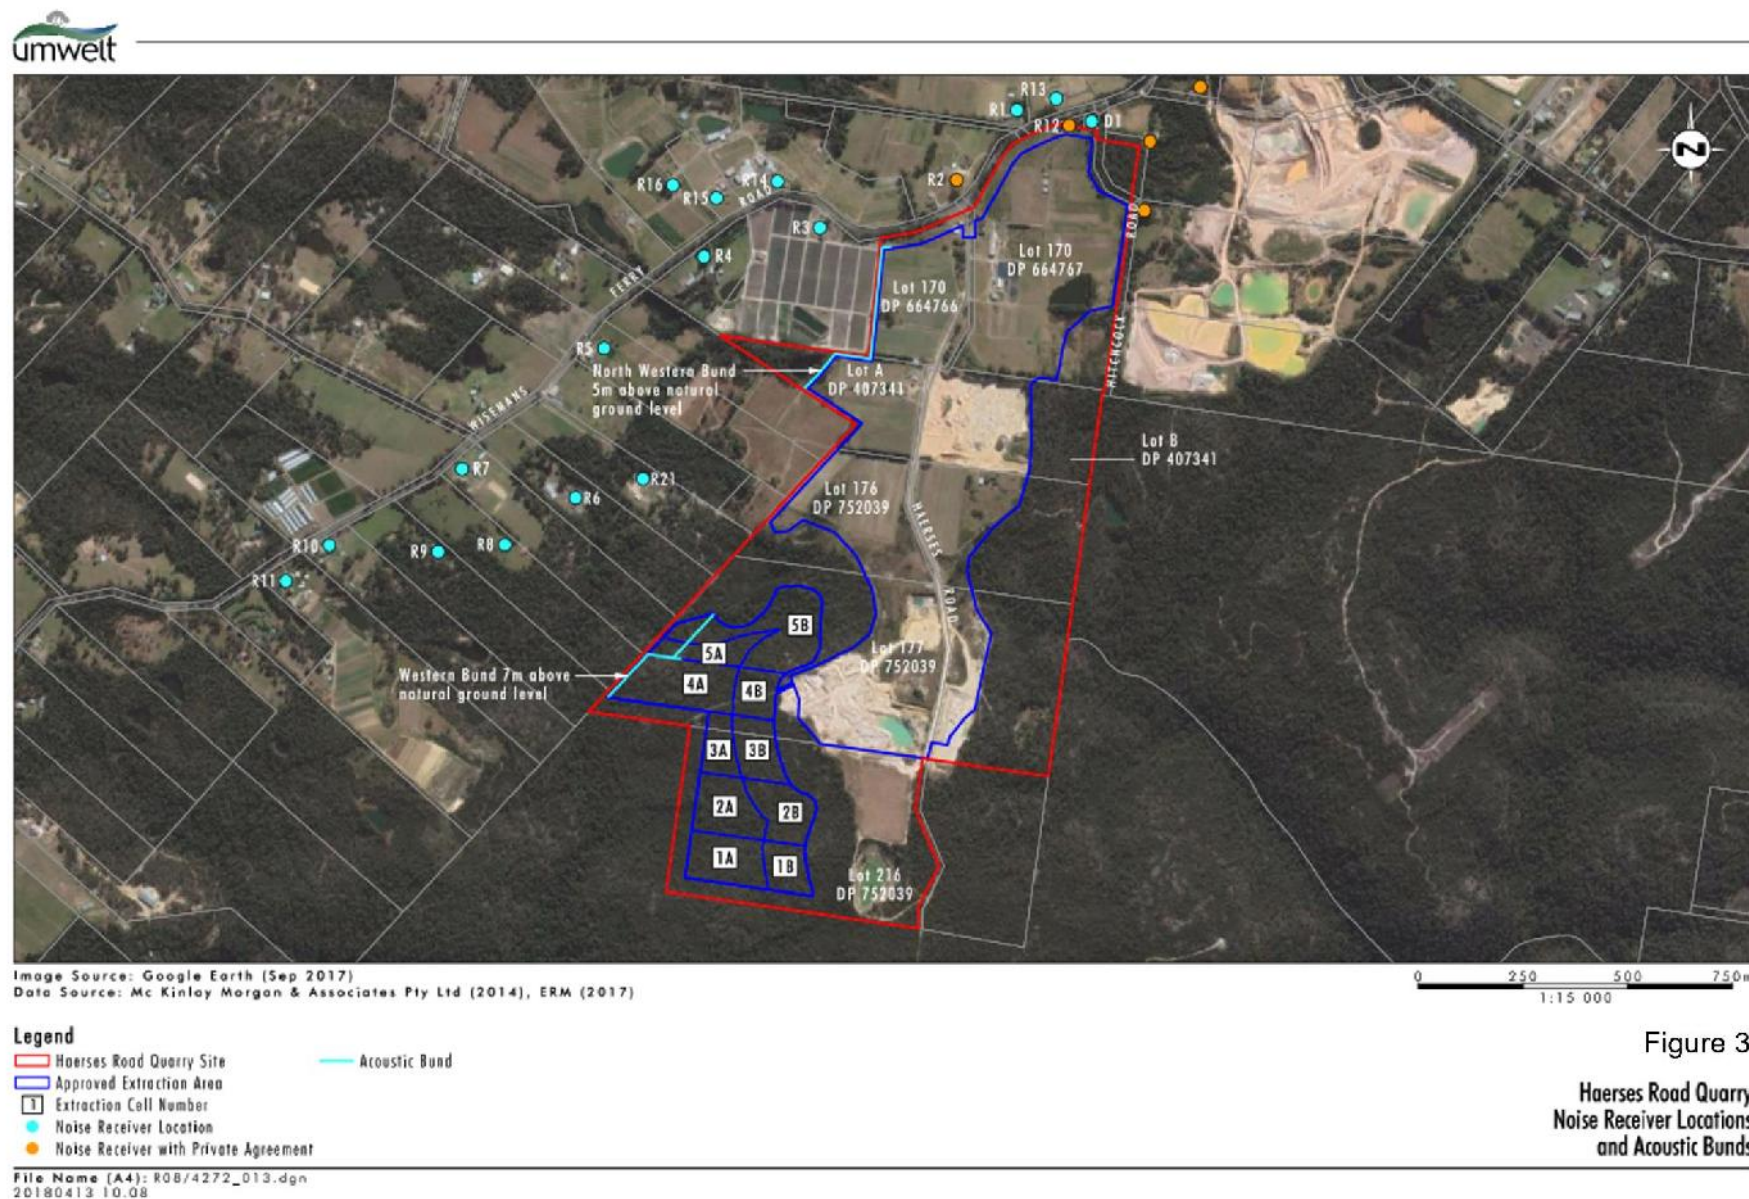 umwelt
R13
R1
R12
D1
R2
R16
R15
R14
ROAD
R3
R4
FERRY
Lot 170
DP 664767
Lot 170
DP 664766
ROAD
HITCHCOCK
N
R5
North Western Bund
5m above natural
ground level
Lot A
DP 407341
WISEMANS
Lot B
DP 407341
R7
R21
R6
Lot 176
DP 752039
HAERSES
ROAD
R10
R9
R8
R11
5B
5A
Lot 177
DP 752039
Western Bund 7m above
natural ground level
4A
4B
3A
3B
2A
2B
1A
1B
Lot 216
DP 752039
Image Source: Google Earth (Sep 2017)
Data Source: Mc Kinlay Morgan & Associates Pty Ltd (2014), ERM (2017)
0 250 500 750m
1:15 000
Legend
Haerses Road Quarry Site
Acoustic Bund
Approved Extraction Area
1 Extraction Cell Number
Noise Receiver Location
Noise Receiver with Private Agreement
Figure 3
Haerses Road Quarry
Noise Receiver Locations
and Acoustic Bunds
File Name (A4): R08/4272_013.dgn
20180413 10.08